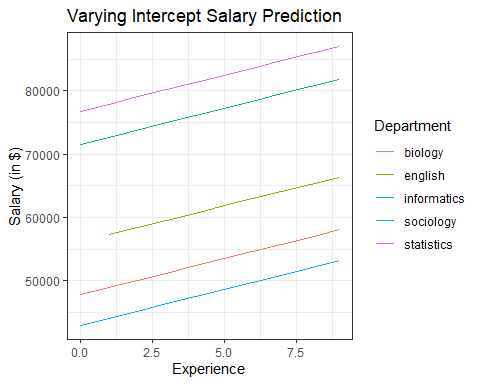 Varying Intercept Salary Prediction
Salary (in $)
80000
70000
60000
50000
0.0 2.5 5.0 7.5
Experience
Department
biology
english
informatics
sociology
statistics